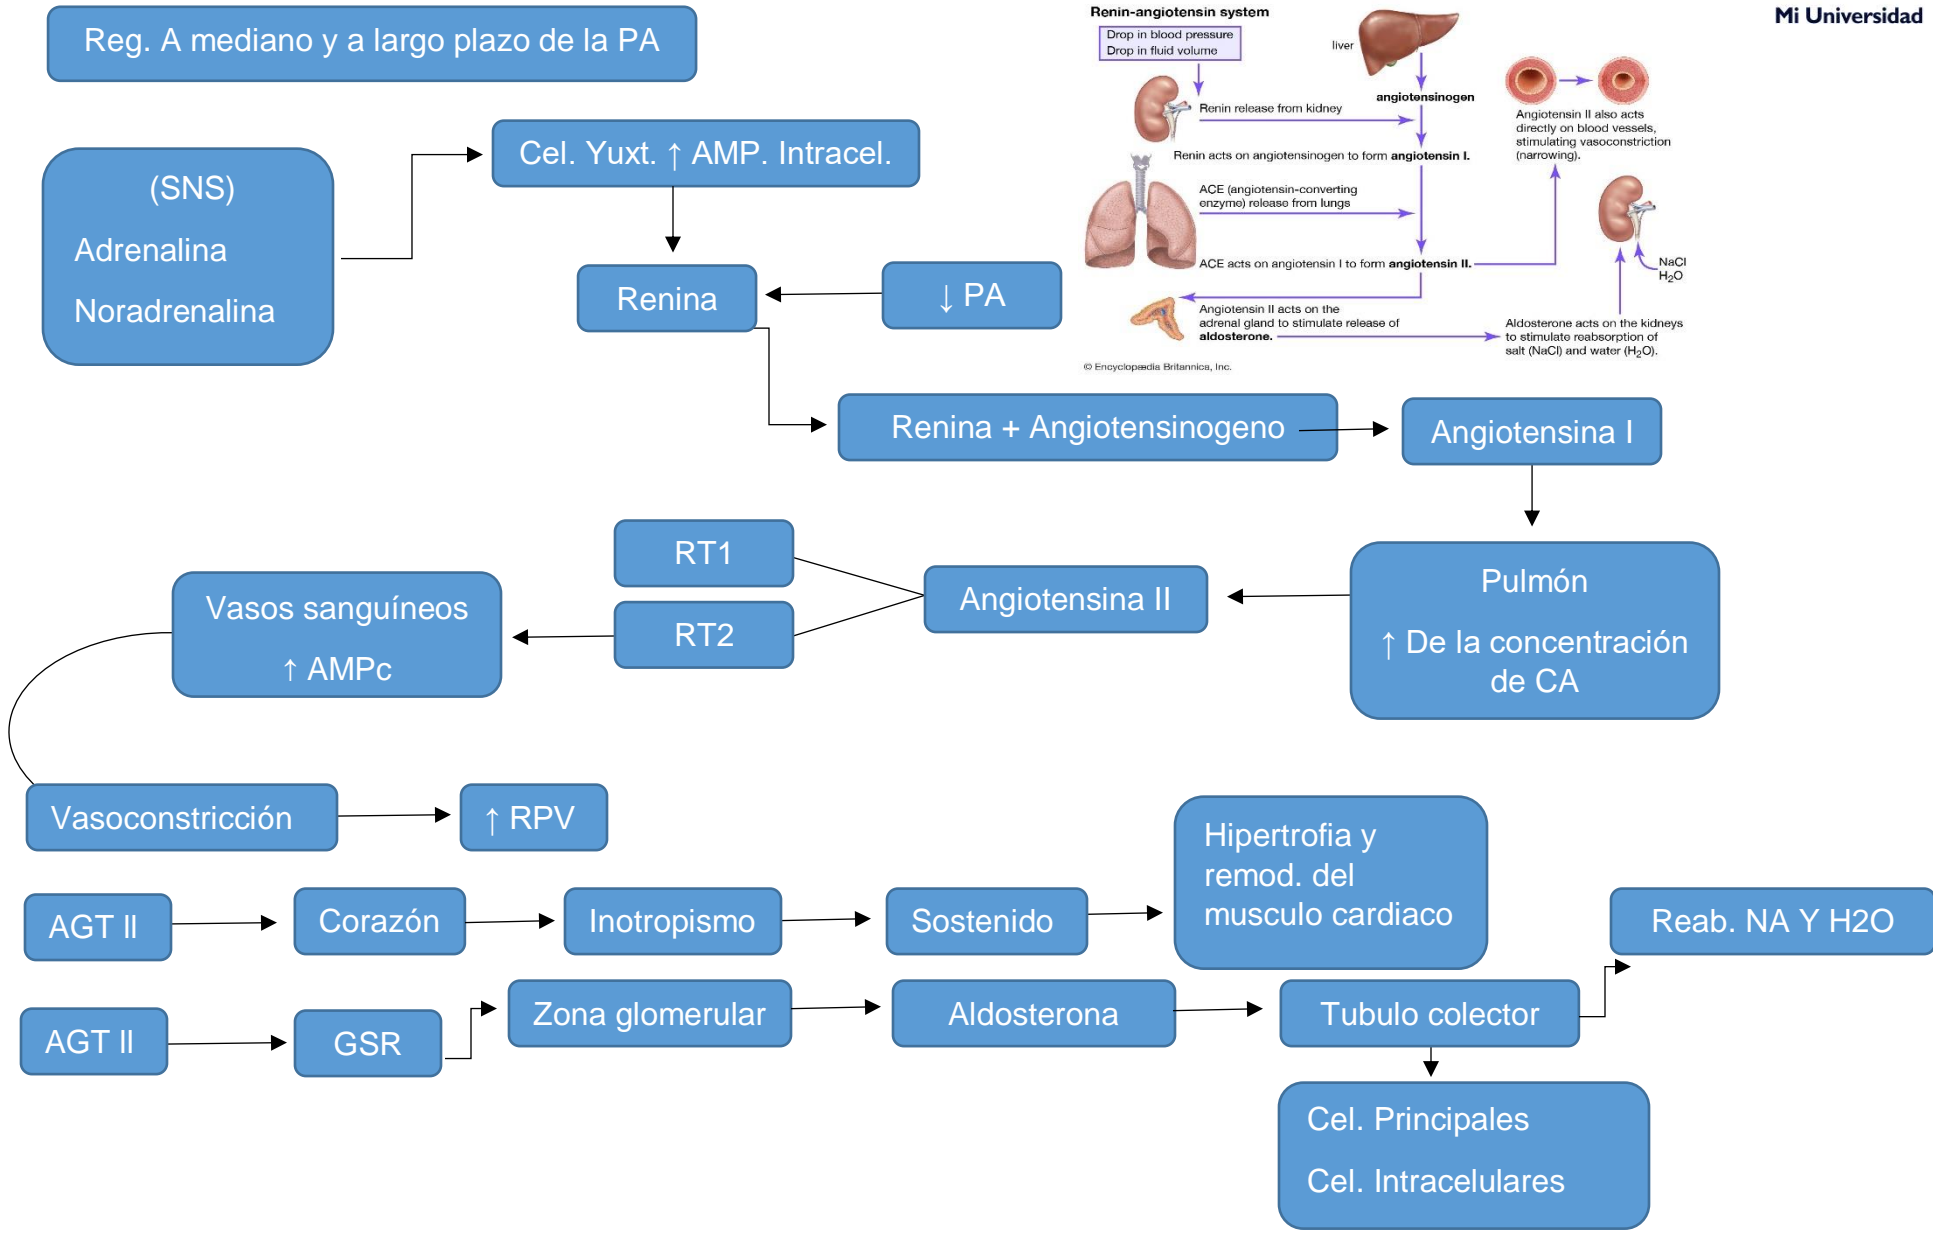 Reg. A mediano y a largo plazo de la PA
Mi Universidad
Renin-angiotensin system
Drop in blood pressure
Drop in fluid volume
liver
angiotensinogen
Renin release from kidney
Renin acts on angiotensinogen to form angiotensin I.
ACE (angiotensin-converting
enzyme) release from lungs
ACE acts on angiotensin I to form angiotensin II.
Angiotensin II also acts
directly on blood vessels,
stimulating vasoconstriction
(narrowing).
NaCl
H₂O
Angiotensin II acts on the
adrenal gland to stimulate release of
aldosterone.
Aldosterone acts on the kidneys
to stimulate reabsorption of
salt (NaCl) and water (H₂O).
© Encyclopædia Britannica, Inc.
(SNS)
Adrenalina
Noradrenalina
Cel. Yuxt. ↑ AMP. Intracel.
Renina
↓ PA
Renina + Angiotensinogeno
Angiotensina I
Pulmón
↑ De la concentración
de CA
Angiotensina II
RT1
RT2
Vasos sanguíneos
↑ AMPc
Vasoconstricción
↑ RPV
AGT II
Corazón
Inotropismo
Sostenido
Hipertrofia y
remod. del
musculo cardiaco
AGT II
GSR
Zona glomerular
Aldosterona
Tubulo colector
Reab. NA Y H2O
Cel. Principales
Cel. Intracelulares